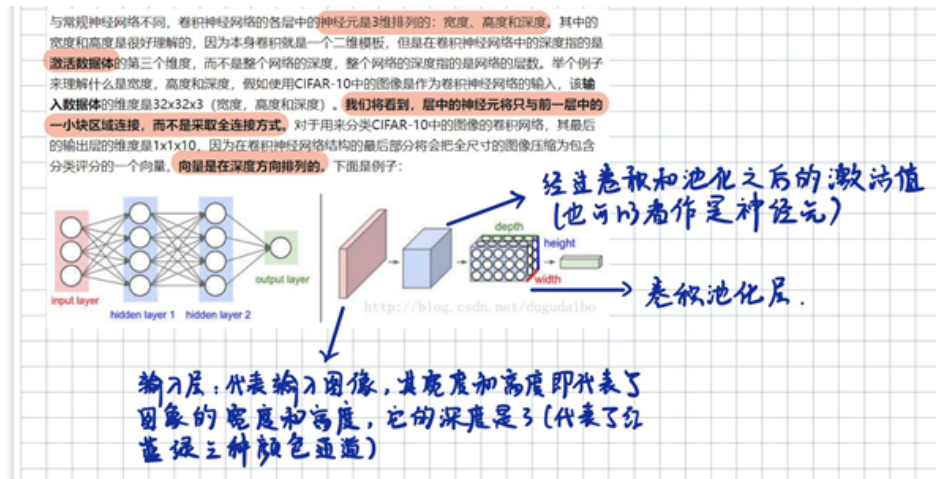 与常规神经网络不同，卷积神经网络的各层中的神经元是3维排列的：宽度、高度和深度。其中的
宽度和高度是很好理解的，因为本身卷积就是一个二维模板，但是在卷积神经网络中的深度指的是
激活数据体的第三个维度，而不是整个网络的深度，整个网络的深度指的是网络的层数。举个例子
来理解什么是宽度，高度和深度，假如使用CIFAR-10中的图像是作为卷积神经网络的输入，该输
入数据体的维度是32x32x3（宽度，高度和深度）。我们将看到，层中的神经元将只与前一层中的
一小块区域连接，而不是采取全连接方式。对于用来分类CIFAR-10中的图像的卷积网络，其最后
的输出层的维度是1x1x10，因为在卷积神经网络结构的最后部分将会把全尺寸的图像压缩为包含
分类评分的一个向量，向量是在深度方向排列的。下面是例子：
经过卷积和池化之后的激活值
(也可以看作是神经元)
depth
height
width
input layer
hidden layer 1
hidden layer 2
output layer
http://blog.csdn.net/dugudaibo
卷积池化层.
输入层:代表输入图像,其宽度和高度即代表了
图象的宽度和高度,它的深度是3(代表了红
蓝绿三种颜色通道)